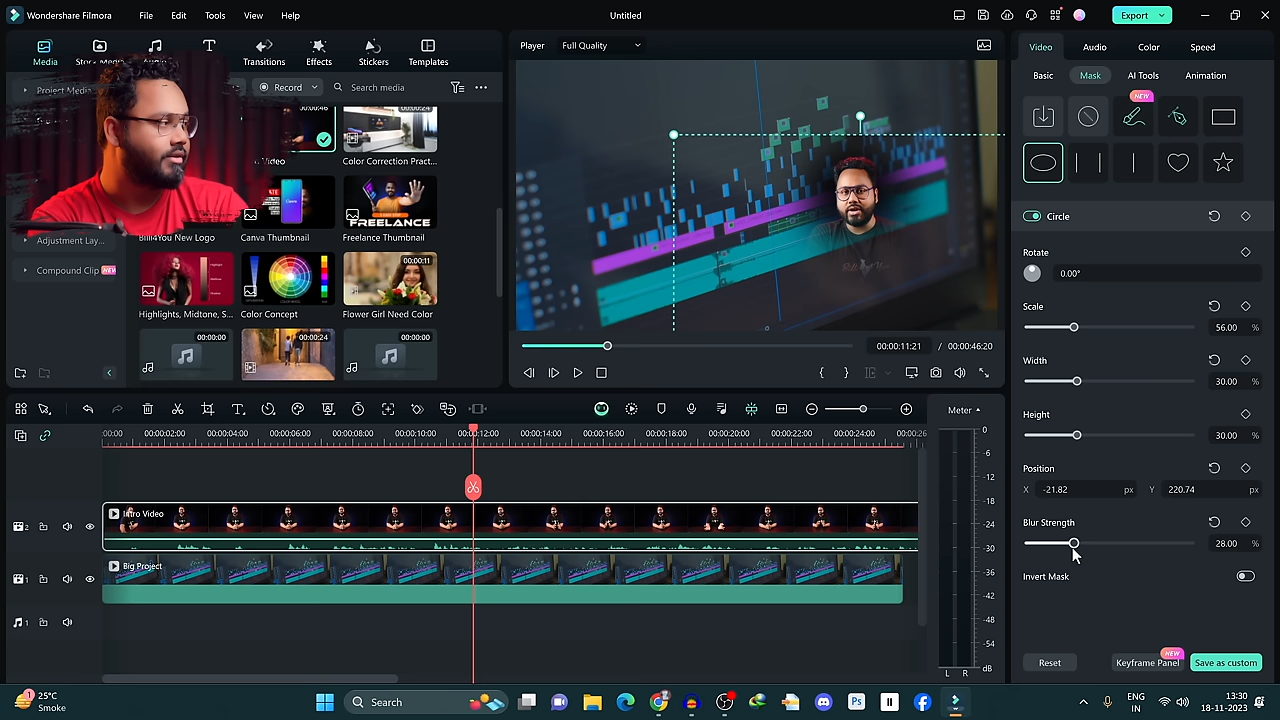 Wondershare Filmora
File Edit Tools View Help
Untitled
Export
Media
Transitions
Effects
Stickers
Templates
Player Full Quality
Video Audio Color Speed
Basic Mask AI Tools Animation
NEW
Project Media
Record
Search media
00:00:24
Video
Color Correction Pract...
Billi4You New Logo
Canva Thumbnail
FREELANCE
Freelance Thumbnail
Adjustment Lay...
Compound Clip NEW
Highlights, Midtone, S...
Color Concept
00:00:11
Flower Girl Need Color
00:00:00
00:00:24
00:00:00
00:00:11:21 / 00:00:46:20
Circle
Rotate
0.00°
Scale
56.00 %
Width
30.00 %
Height
30.00 %
Position
X -21.82 px Y 220.74 px
Blur Strength
28.00 %
Invert Mask
Reset
Keyframe Panel
NEW
Save as custom
Meter
:00:00 00:00:02:00 00:00:04:00 00:00:06:00 00:00:08:00 00:00:10:00 00:00:12:00 00:00:14:00 00:00:16:00 00:00:18:00 00:00:20:00 00:00:22:00 00:00:24:00 00:00:26
Intro Video
2
Big Project
1
1
0
-6
-12
-18
-24
-30
-36
-42
-48
-54
dB
L R
25°C
Smoke
1
Search
Ps
ENG
IN
13:30
18-11-2023